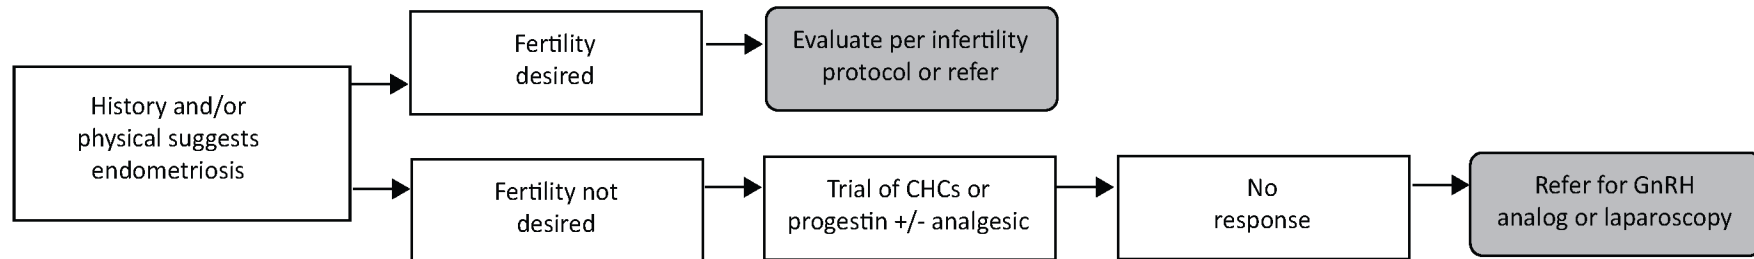 History and/or
physical suggests
endometriosis
Fertility
desired
Evaluate per infertility
protocol or refer
Fertility not
desired
Trial of CHCs or
progestin +/- analgesic
No
response
Refer for GnRH
analog or laparoscopy